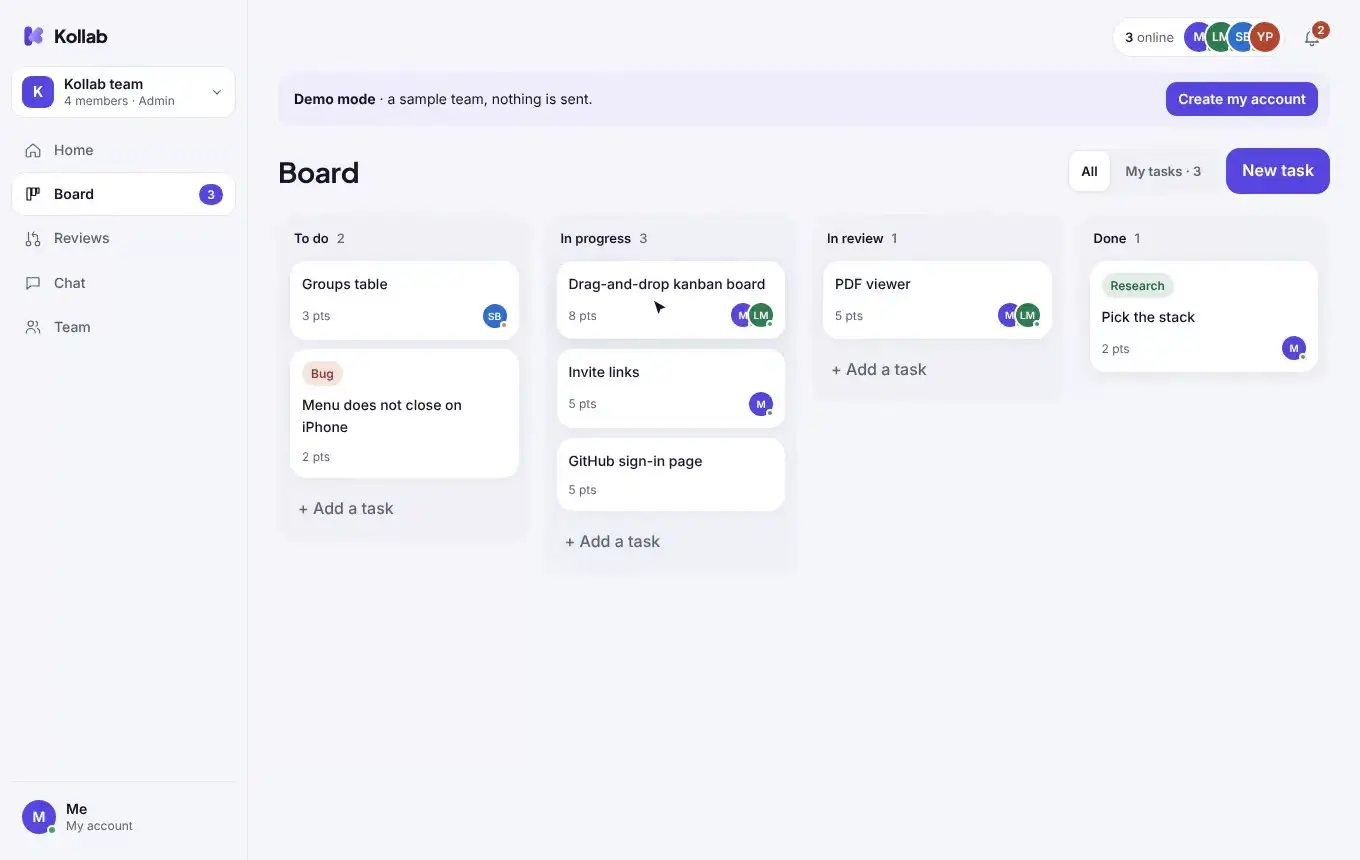 Kollab
K
Kollab team
4 members · Admin
Home
Board
3
Reviews
Chat
Team
M
Me
My account
3 online
M
LM
SB
YP
2
Demo mode · a sample team, nothing is sent.
Create my account
Board
All
My tasks · 3
New task
To do 2
Groups table
3 pts
SB
Bug
Menu does not close on
iPhone
2 pts
+ Add a task
In progress 3
Drag-and-drop kanban board
8 pts
M
LM
Invite links
5 pts
M
GitHub sign-in page
5 pts
+ Add a task
In review 1
PDF viewer
5 pts
M
LM
+ Add a task
Done 1
Research
Pick the stack
2 pts
M